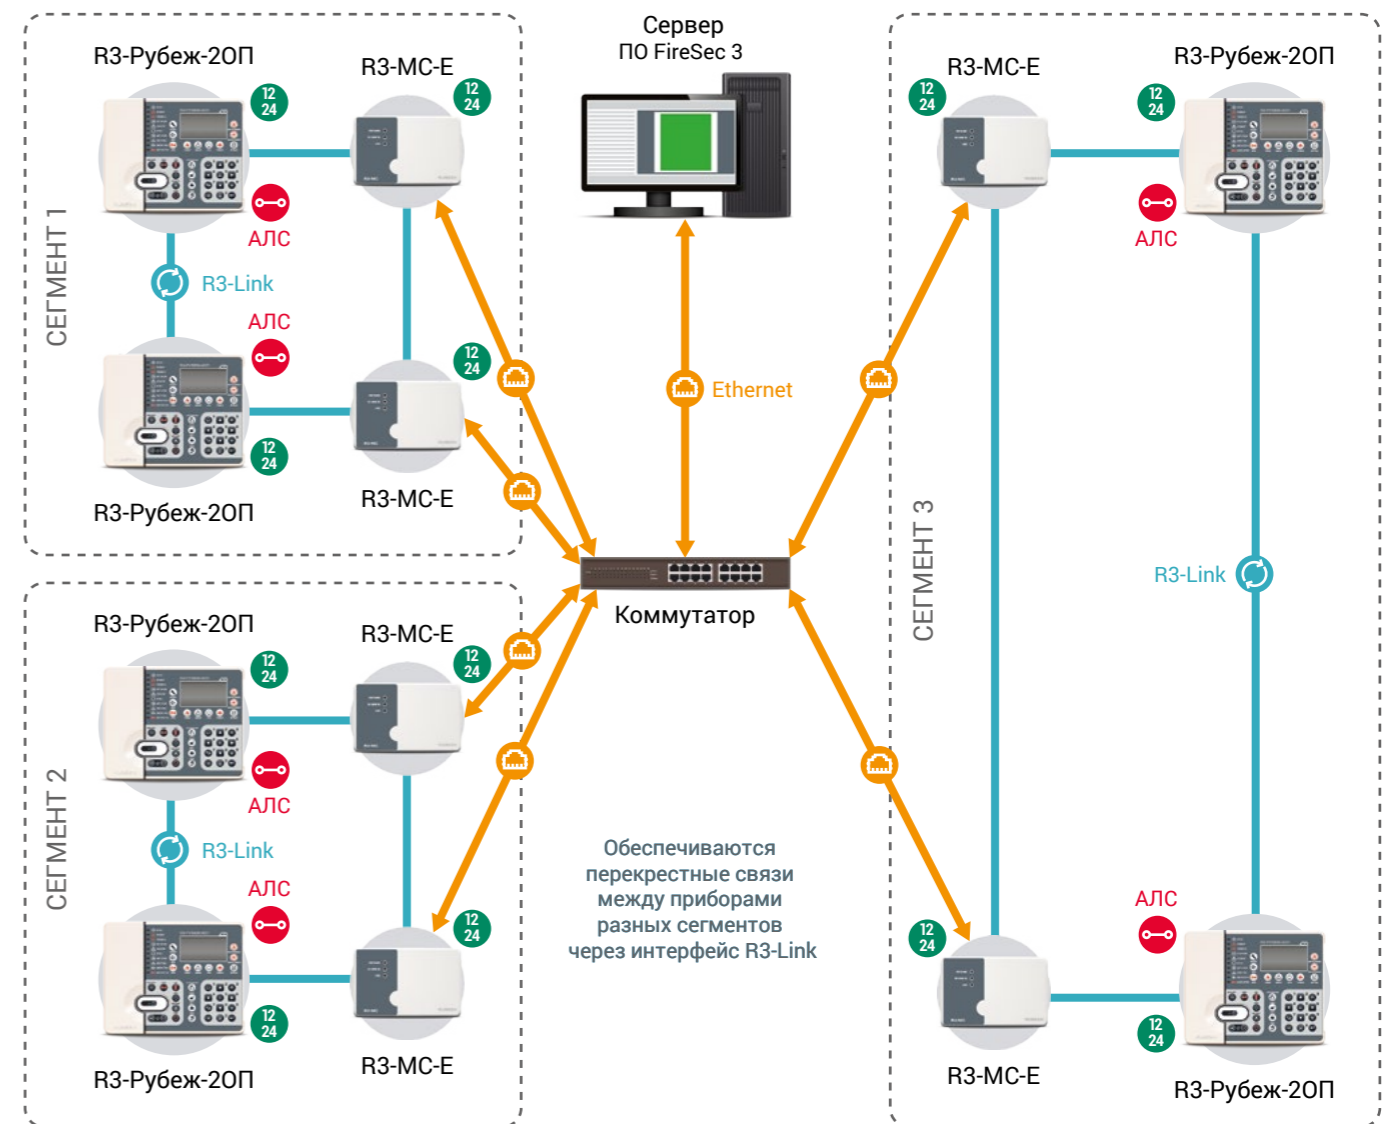 Сервер
ПО FireSec 3
СЕГМЕНТ 1
R3-Рубеж-2ОП
12
24
R3-МС-Е
12
24
АЛС
R3-Link
АЛС
12
24
R3-Рубеж-2ОП
12
24
R3-МС-Е
Ethernet
Коммутатор
СЕГМЕНТ 2
R3-Рубеж-2ОП
12
24
R3-МС-Е
12
24
АЛС
R3-Link
АЛС
12
24
R3-Рубеж-2ОП
12
24
R3-МС-Е
Обеспечиваются
перекрестные связи
между приборами
разных сегментов
через интерфейс R3-Link
СЕГМЕНТ 3
R3-МС-Е
12
24
R3-Рубеж-2ОП
12
24
АЛС
R3-Link
АЛС
12
24
R3-МС-Е
12
24
R3-Рубеж-2ОП